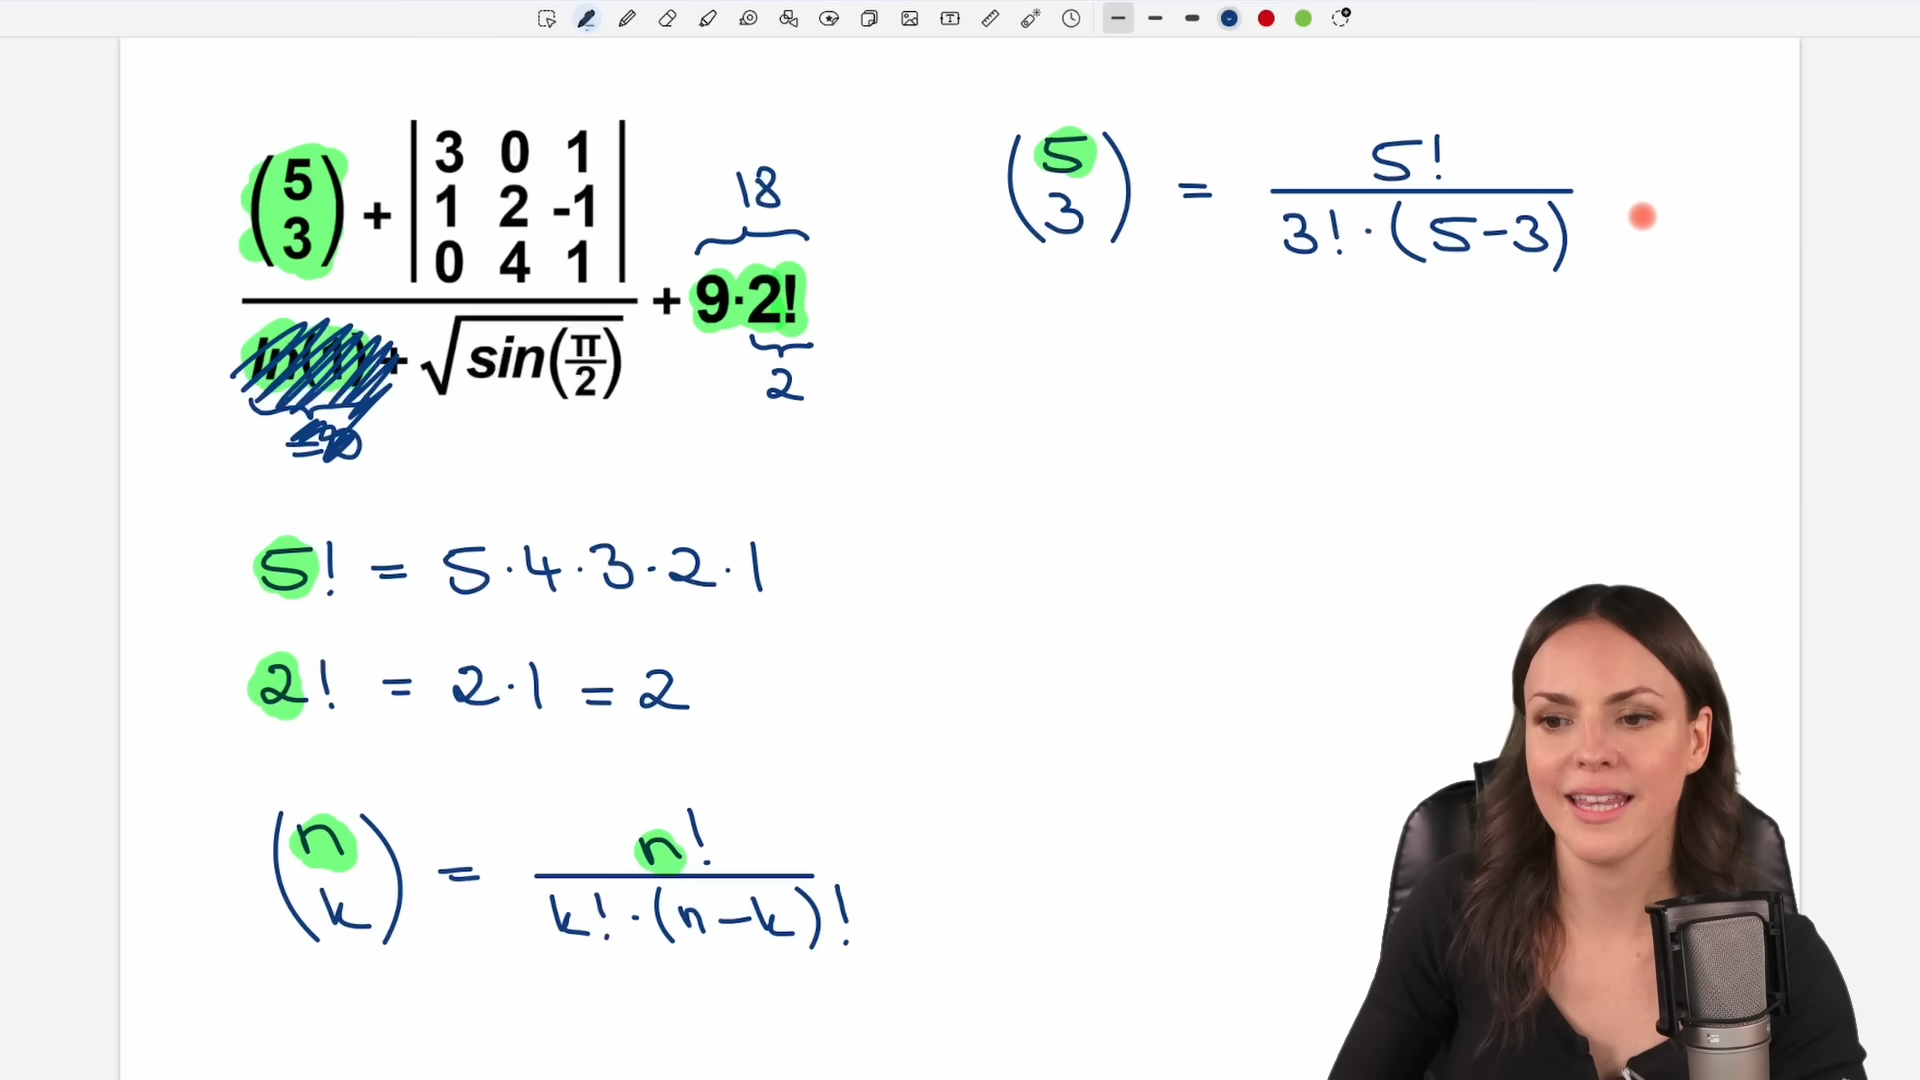 (5 3) + |3 0 1|
|1 2 -1|
|0 4 1|
18
+ 9·2!
+ √sin(π/2)
2
5! = 5·4·3·2·1
2! = 2·1 = 2
(n k) = n!
k!·(n-k)!
(5 3) = 5!
3!·(5-3)